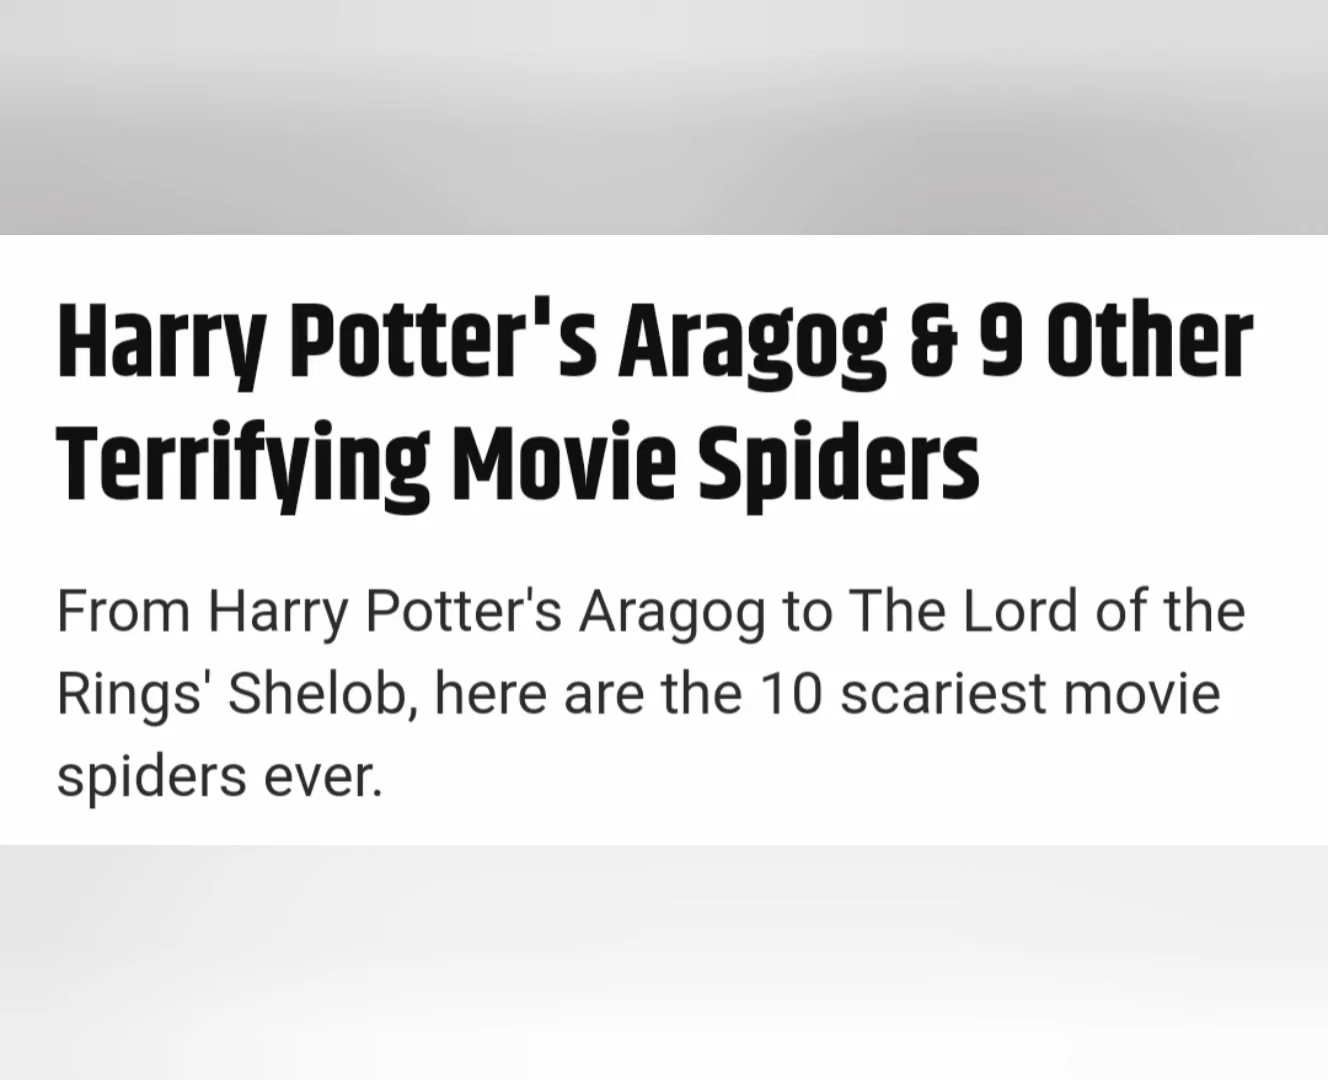 Harry Potter's Aragog & 9 Other
Terrifying Movie Spiders
From Harry Potter's Aragog to The Lord of the
Rings' Shelob, here are the 10 scariest movie
spiders ever.